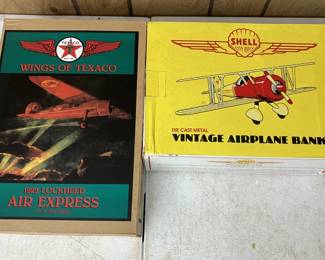 TEXACO
WINGS OF TEXACO
1929 LOCKHEED
AIR EXPRESS
SHELL
DIE CAST METAL
VINTAGE AIRPLANE BANK